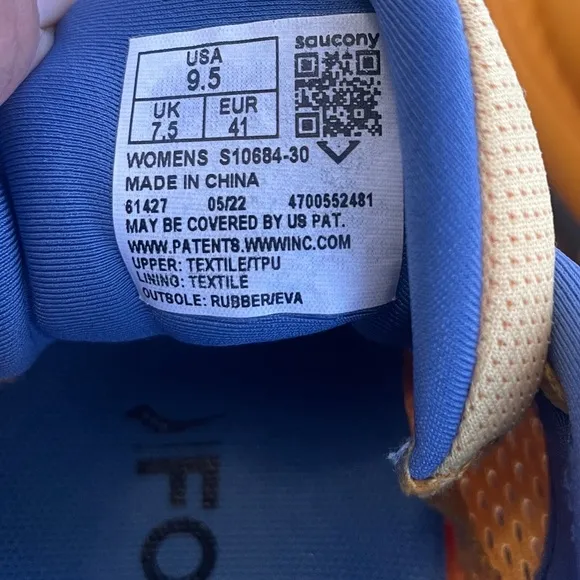 saucony
USA
9.5
UK
7.5
EUR
41
WOMENS S10684-30
MADE IN CHINA
61427 05/22 4700552481
MAY BE COVERED BY US PAT.
WWW.PATENTS.WWWINC.COM
UPPER: TEXTILE/TPU
LINING: TEXTILE
OUTSOLE: RUBBER/EVA
FO